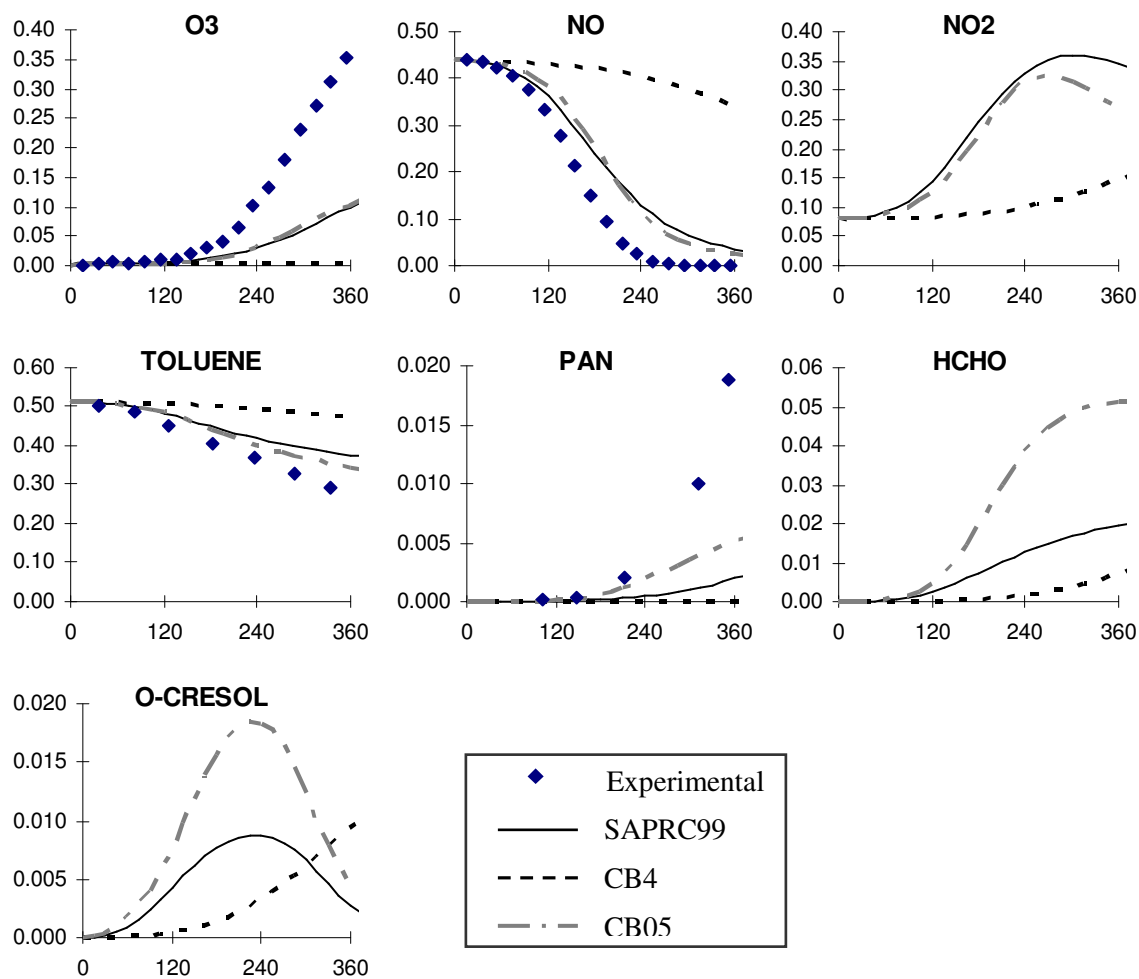 O3
0.40
0.35
0.30
0.25
0.20
0.15
0.10
0.05
0.00
0 120 240 360
NO
0.50
0.40
0.30
0.20
0.10
0.00
0 120 240 360
NO2
0.40
0.35
0.30
0.25
0.20
0.15
0.10
0.05
0.00
0 120 240 360
TOLUENE
0.60
0.50
0.40
0.30
0.20
0.10
0.00
0 120 240 360
PAN
0.020
0.015
0.010
0.005
0.000
0 120 240 360
HCHO
0.06
0.05
0.04
0.03
0.02
0.01
0.00
0 120 240 360
O-CRESOL
0.020
0.015
0.010
0.005
0.000
0 120 240 360
Experimental
SAPRC99
CB4
CB05